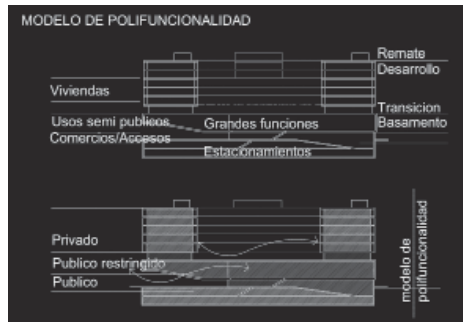 MODELO DE POLIFUNCIONALIDAD
Remate
Desarrollo
Viviendas
Transicion
Usos semi publicos
Grandes funciones
Basamento
Comercios/Accesos
Estacionamientos
Privado
Publico restringido
Publico
modelo de
polifuncionalidad